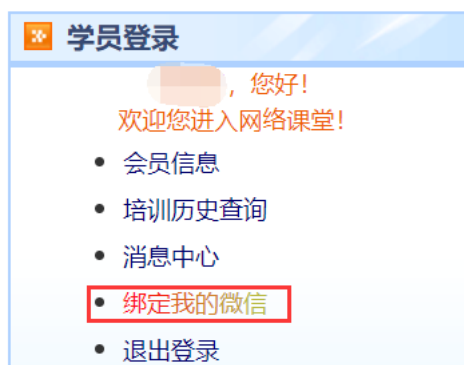 学员登录
，您好！
欢迎您进入网络课堂！
会员信息
培训历史查询
消息中心
绑定我的微信
退出登录